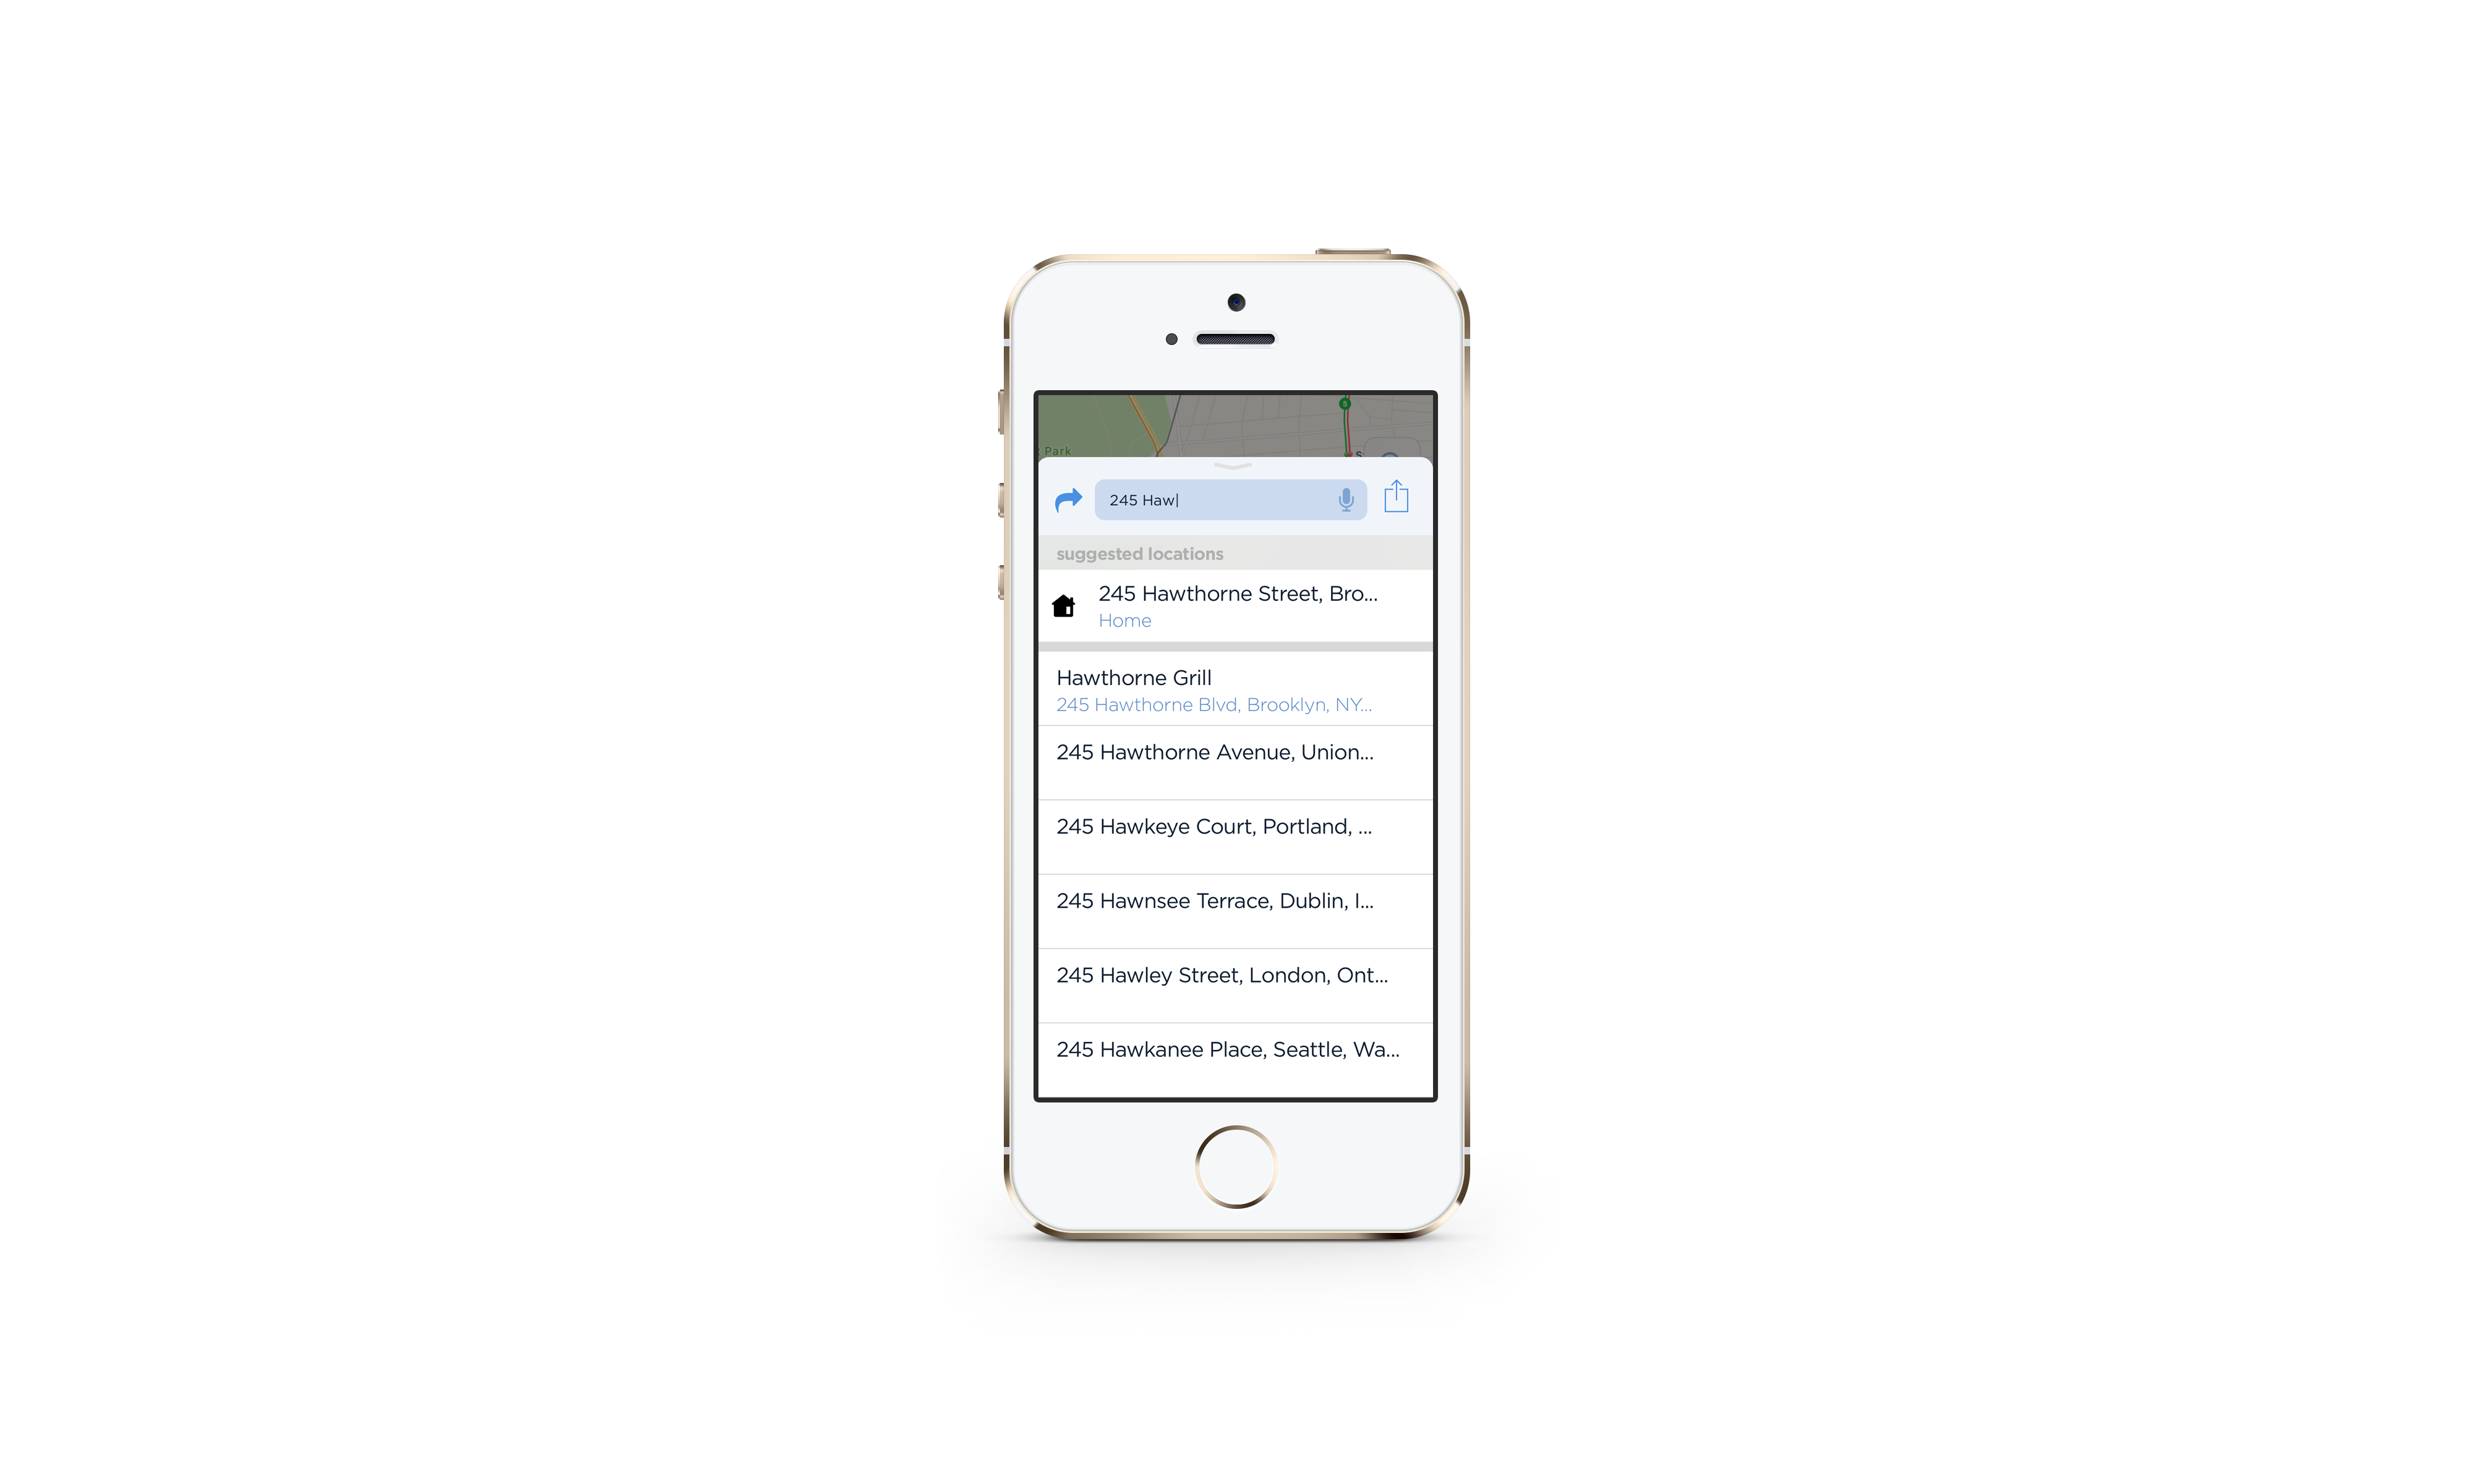 Park
5
S
245 Haw
suggested locations
245 Hawthorne Street, Bro...
Home
Hawthorne Grill
245 Hawthorne Blvd, Brooklyn, NY...
245 Hawthorne Avenue, Union...
245 Hawkeye Court, Portland, ...
245 Hawnsee Terrace, Dublin, I...
245 Hawley Street, London, Ont...
245 Hawkanee Place, Seattle, Wa...